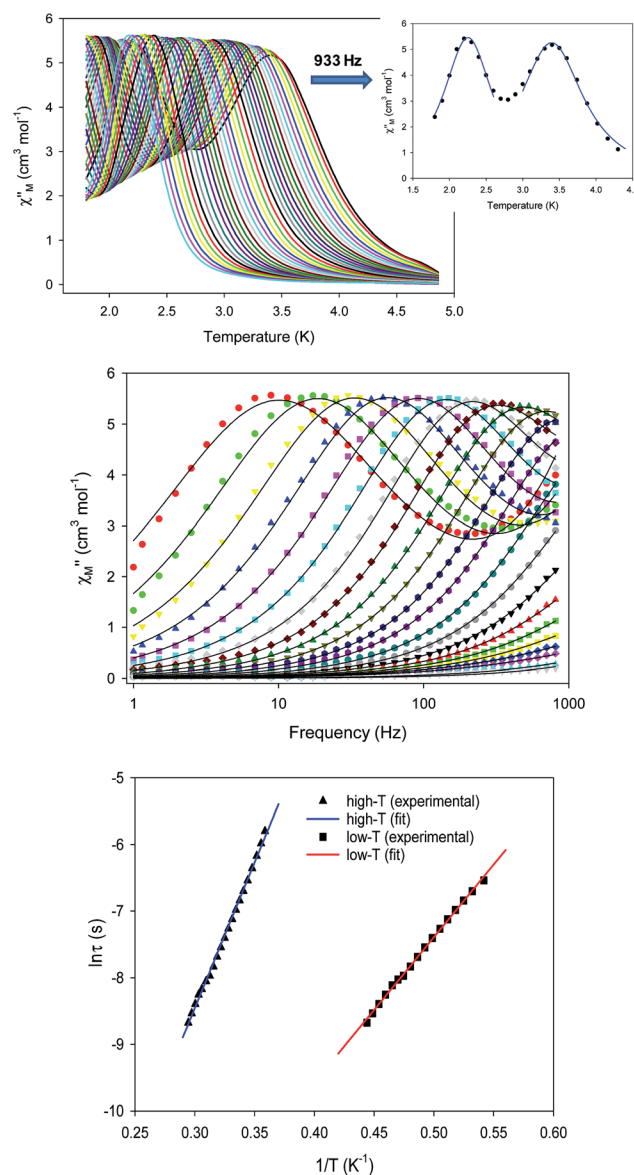 6
5
4
3
2
1
0
χ"M (cm³ mol⁻¹)
2.0 2.5 3.0 3.5 4.0 4.5 5.0
Temperature (K)
933 Hz
6
5
4
3
2
1
0
χ"M (cm³ mol⁻¹)
1.5 2.0 2.5 3.0 3.5 4.0 4.
Temperature (K)
6
5
4
3
2
1
0
χM" (cm³ mol⁻¹)
1 10 100 1000
Frequency (Hz)
-5
-6
-7
-8
-9
-10
lnτ (s)
high-T (experimental)
high-T (fit)
low-T (experimental)
low-T (fit)
0.25 0.30 0.35 0.40 0.45 0.50 0.55 0.60
1/T (K⁻¹)